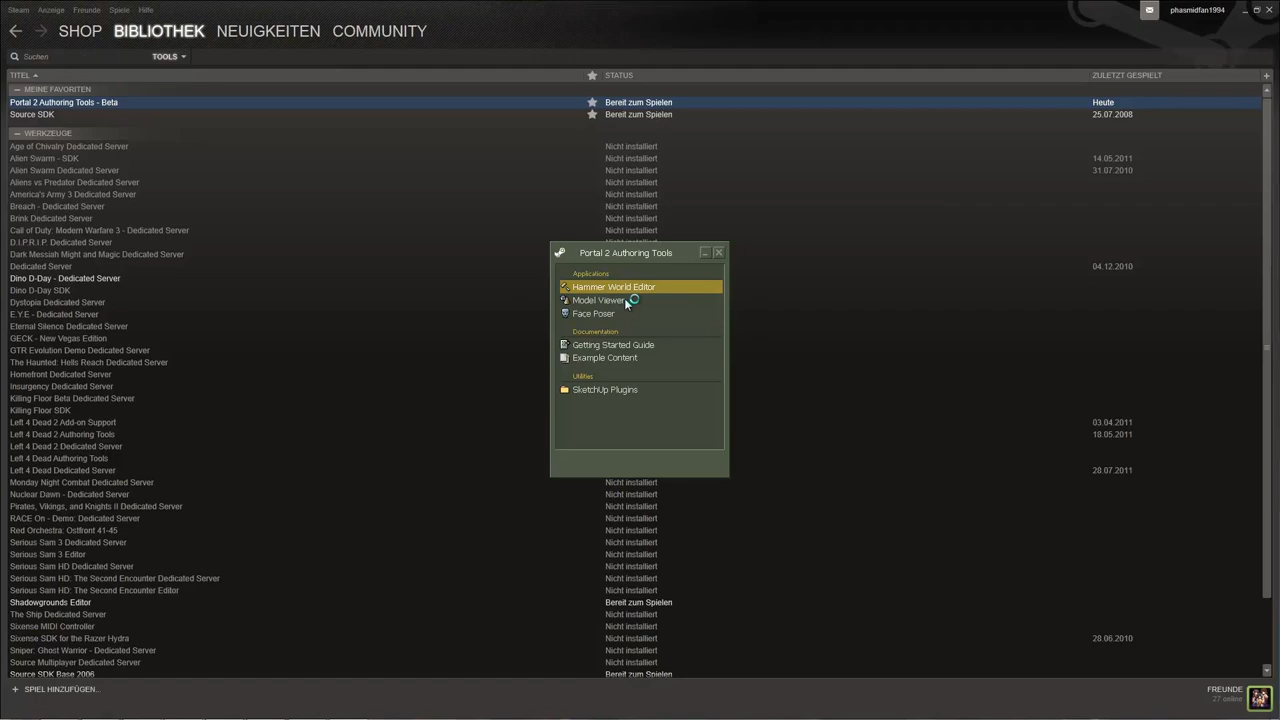 Steam Anzeige Freunde Spiele Hilfe phasmidfan1994
SHOP BIBLIOTHEK NEUIGKEITEN COMMUNITY
Suchen TOOLS
TITEL STATUS ZULETZT GESPIELT
MEINE FAVORITEN
Portal 2 Authoring Tools - Beta Bereit zum Spielen Heute
Source SDK Bereit zum Spielen 25.07.2008
WERKZEUGE
Age of Chivalry Dedicated Server Nicht installiert
Alien Swarm - SDK Nicht installiert 14.05.2011
Alien Swarm Dedicated Server Nicht installiert 31.07.2010
Aliens vs Predator Dedicated Server Nicht installiert
America's Army 3 Dedicated Server Nicht installiert
Breach - Dedicated Server Nicht installiert
Brink Dedicated Server Nicht installiert
Call of Duty: Modern Warfare 3 - Dedicated Server Nicht installiert
D.I.P.R.I.P. Dedicated Server Nicht installiert
Dark Messiah Might and Magic Dedicated Server
Dedicated Server 04.12.2010
Dino D-Day - Dedicated Server
Dino D-Day SDK
Dystopia Dedicated Server
E.Y.E - Dedicated Server
Eternal Silence Dedicated Server
GECK - New Vegas Edition
GTR Evolution Demo Dedicated Server
The Haunted: Hells Reach Dedicated Server
Homefront Dedicated Server
Insurgency Dedicated Server
Killing Floor Beta Dedicated Server
Killing Floor SDK
Left 4 Dead 2 Add-on Support 03.04.2011
Left 4 Dead 2 Authoring Tools 18.05.2011
Left 4 Dead 2 Dedicated Server
Left 4 Dead Authoring Tools
Left 4 Dead Dedicated Server 28.07.2011
Monday Night Combat Dedicated Server Nicht installiert
Nuclear Dawn - Dedicated Server Nicht installiert
Pirates, Vikings, and Knights II Dedicated Server Nicht installiert
RACE On - Demo: Dedicated Server Nicht installiert
Red Orchestra: Ostfront 41-45 Nicht installiert
Serious Sam 3 Dedicated Server Nicht installiert
Serious Sam 3 Editor Nicht installiert
Serious Sam HD Dedicated Server Nicht installiert
Serious Sam HD: The Second Encounter Dedicated Server Nicht installiert
Serious Sam HD: The Second Encounter Editor Nicht installiert
Shadowgrounds Editor Bereit zum Spielen
The Ship Dedicated Server Nicht installiert
Sixense MIDI Controller Nicht installiert
Sixense SDK for the Razer Hydra Nicht installiert 28.06.2010
Sniper: Ghost Warrior - Dedicated Server Nicht installiert
Source Multiplayer Dedicated Server Nicht installiert
Source SDK Base 2006 Bereit zum Spielen
Portal 2 Authoring Tools
Applications
Hammer World Editor
Model Viewer
Face Poser
Documentation
Getting Started Guide
Example Content
Utilities
SketchUp Plugins
+ SPIEL HINZUFÜGEN... FREUNDE
27 online